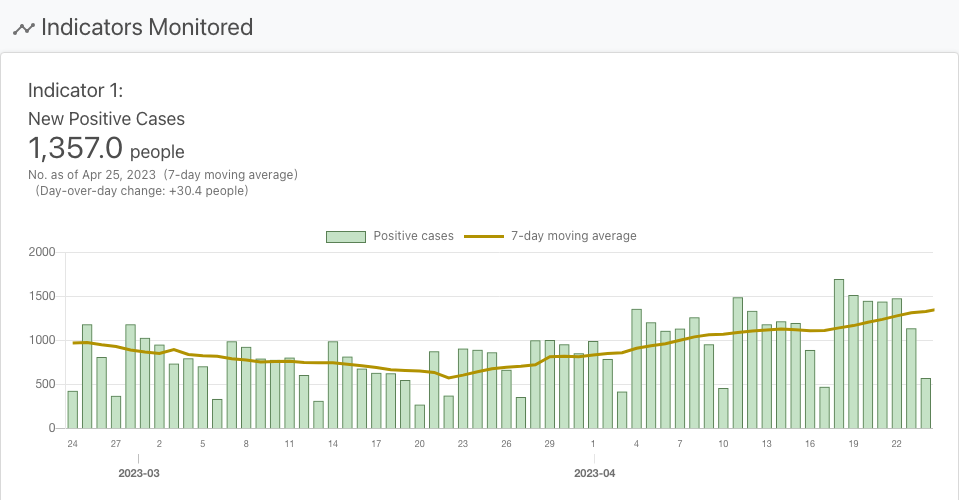 Indicators Monitored
Indicator 1:
New Positive Cases
1,357.0 people
No. as of Apr 25, 2023 (7-day moving average)
(Day-over-day change: +30.4 people)
Positive cases 7-day moving average
2000
1500
1000
500
0
24 27 2 5 8 11 14 17 20 23 26 29 1 4 7 10 13 16 19 22
2023-03 2023-04